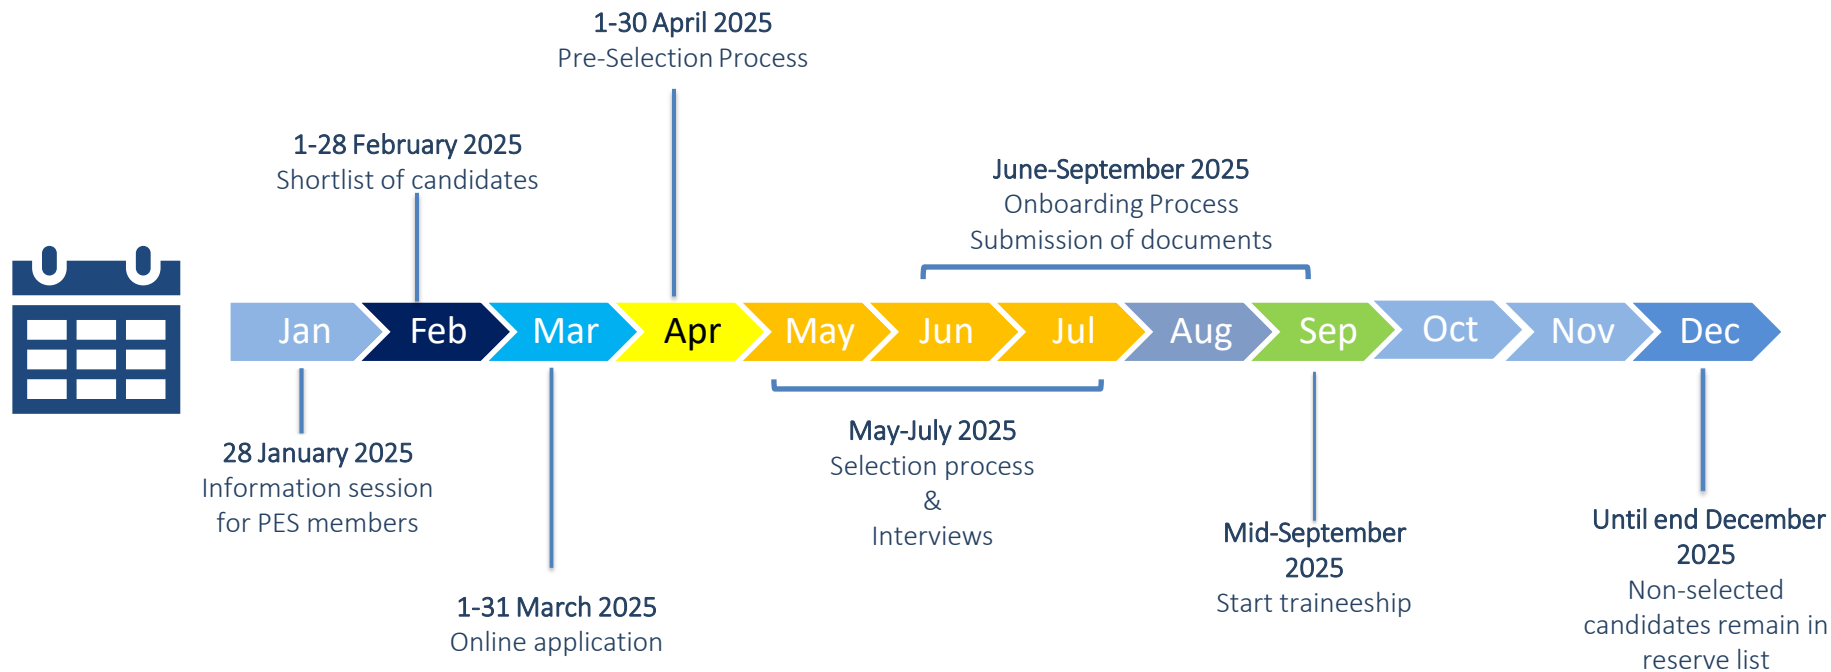 1-30 April 2025
Pre-Selection Process
1-28 February 2025
Shortlist of candidates
June-September 2025
Onboarding Process
Submission of documents
Jan
Feb
Mar
Apr
May
Jun
Jul
Aug
Sep
Oct
Nov
Dec
28 January 2025
Information session
for PES members
May-July 2025
Selection process
&
Interviews
1-31 March 2025
Online application
Mid-September
2025
Start traineeship
Until end December
2025
Non-selected
candidates remain in
reserve list